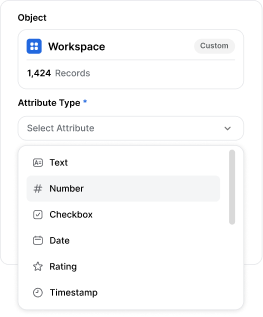 Object
Workspace
Custom
1,424 Records
Attribute Type *
Select Attribute
Text
Number
Checkbox
Date
Rating
Timestamp